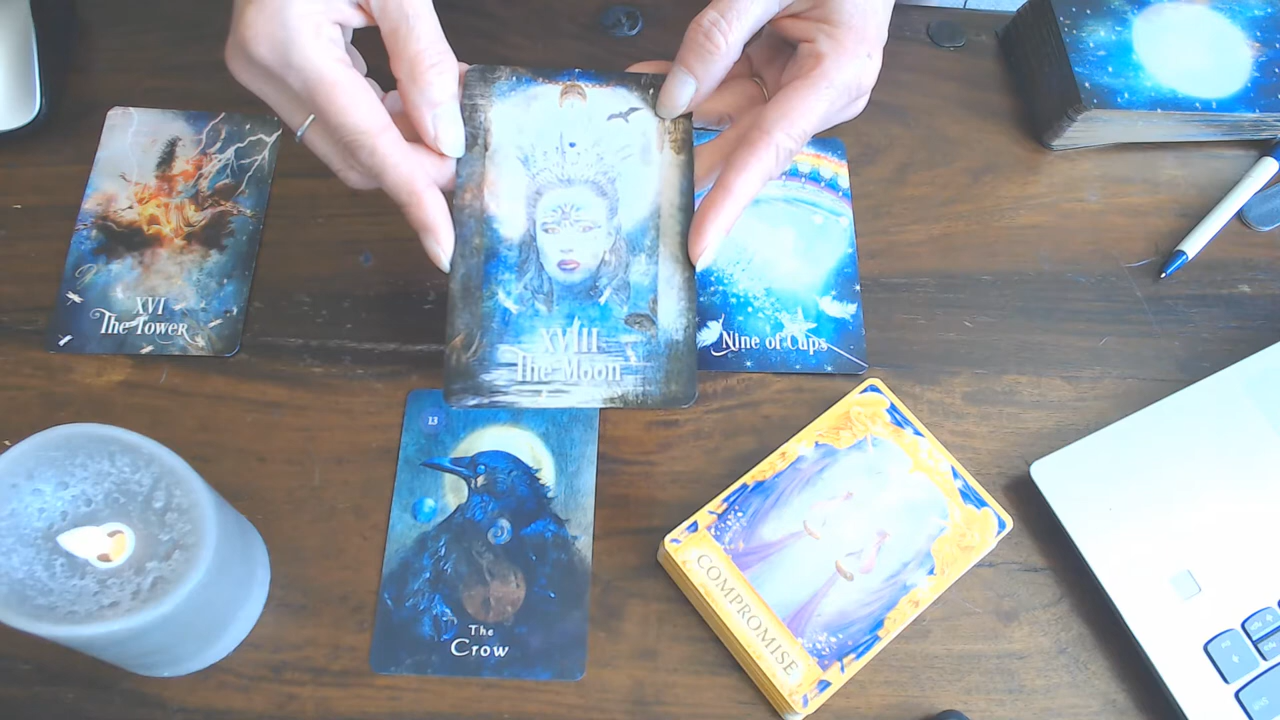 XVI
The Tower
XVIII
The Moon
Nine of Cups
13
The
Crow
COMPROMISE